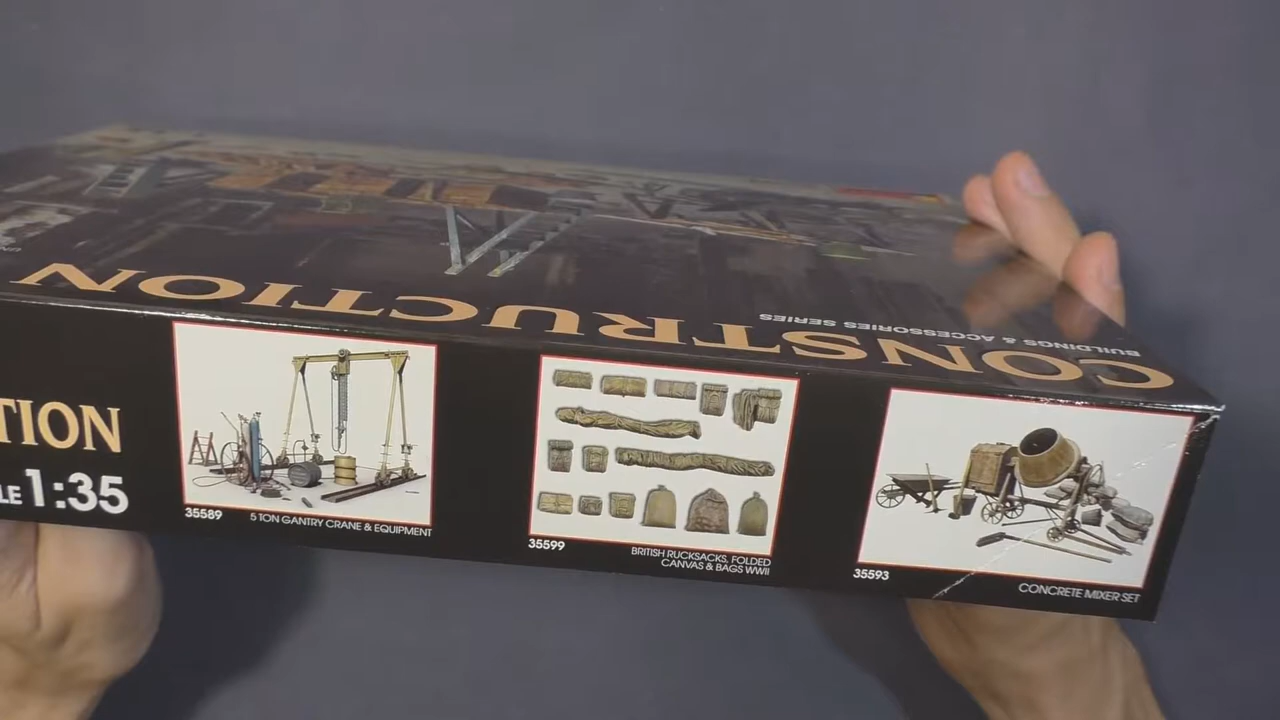 BUILDINGS & ACCESSORIES SERIES
CONSTRUCTION
TION
LE 1:35
35589
5 TON GANTRY CRANE & EQUIPMENT
35599
BRITISH RUCKSACKS, FOLDED
CANVAS & BAGS WWII
35593
CONCRETE MIXER SET